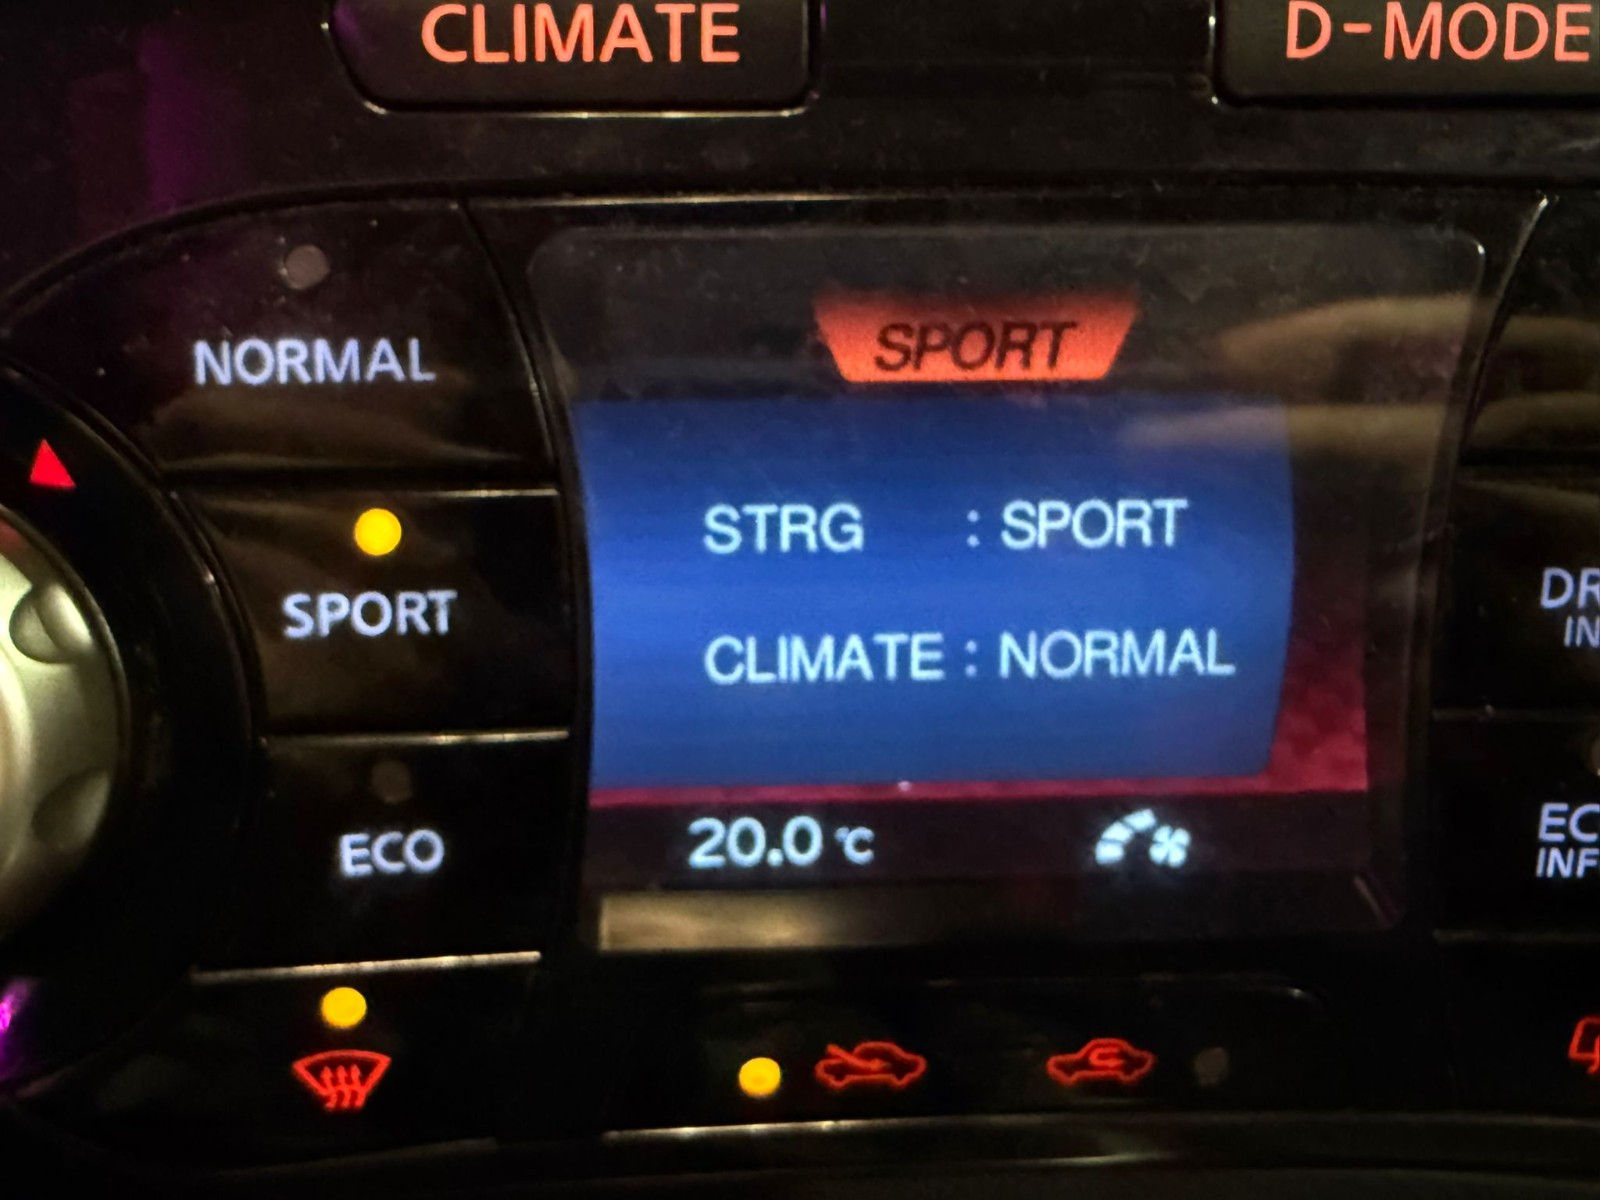 CLIMATE
D-MODE
NORMAL
SPORT
STRG : SPORT
SPORT
CLIMATE : NORMAL
ECO
20.0 °C